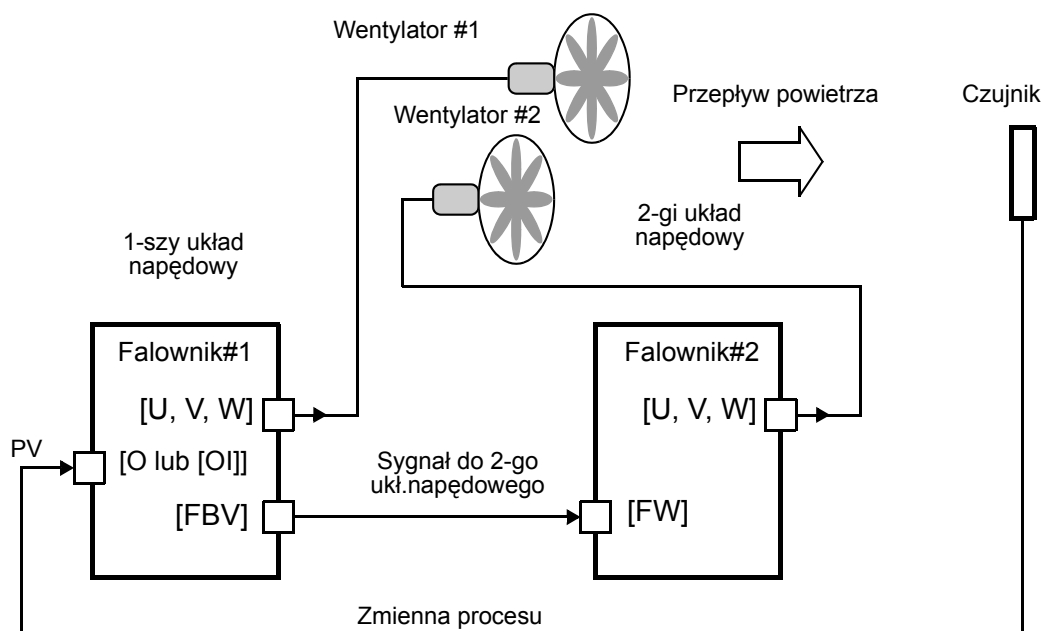 Wentylator #1
Wentylator #2
Przepływ powietrza
Czujnik
2-gi układ
napędowy
1-szy układ
napędowy
Falownik#1
[U, V, W]
PV
[O lub [OI]]
[FBV]
Sygnał do 2-go
ukł.napędowego
Falownik#2
[U, V, W]
[FW]
Zmienna procesu